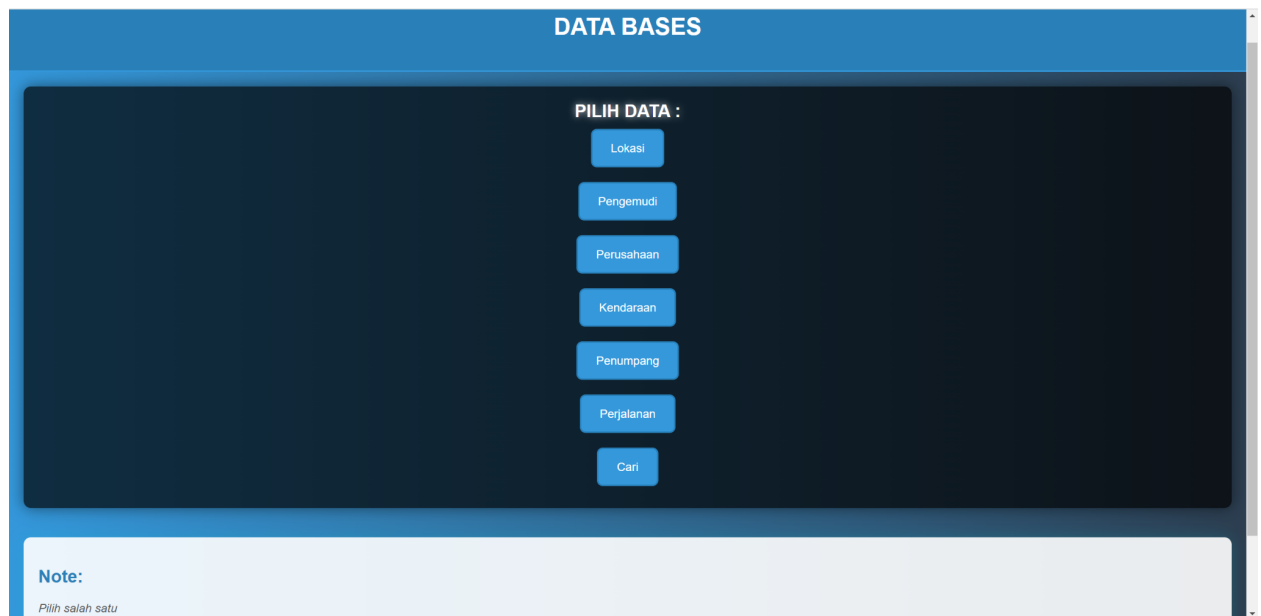 DATA BASES
PILIH DATA :
Lokasi
Pengemudi
Perusahaan
Kendaraan
Penumpang
Perjalanan
Cari
Note:
Pilih salah satu